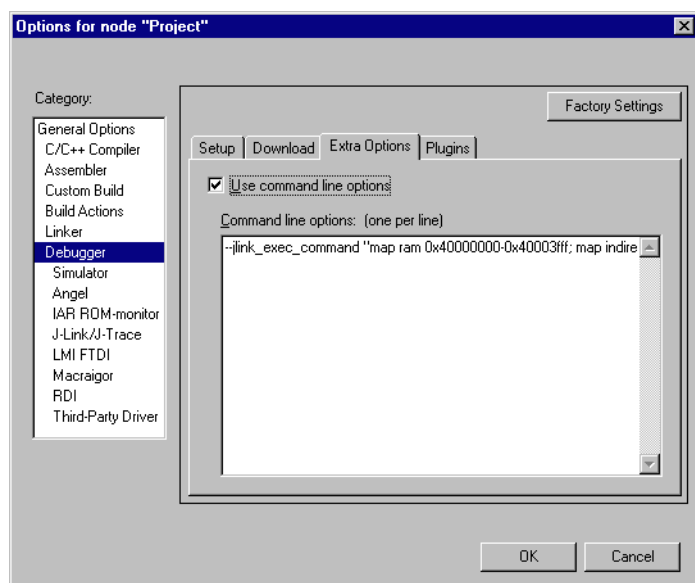 Options for node "Project"
Category:
Factory Settings
General Options
C/C++ Compiler
Assembler
Custom Build
Build Actions
Linker
Debugger
Simulator
Angel
IAR ROM-monitor
J-Link/J-Trace
LMI FTDI
Macraigor
RDI
Third-Party Driver
Setup Download Extra Options Plugins
Use command line options
Command line options: (one per line)
--jlink_exec_command "map ram 0x40000000-0x40003fff; map indire
OK Cancel